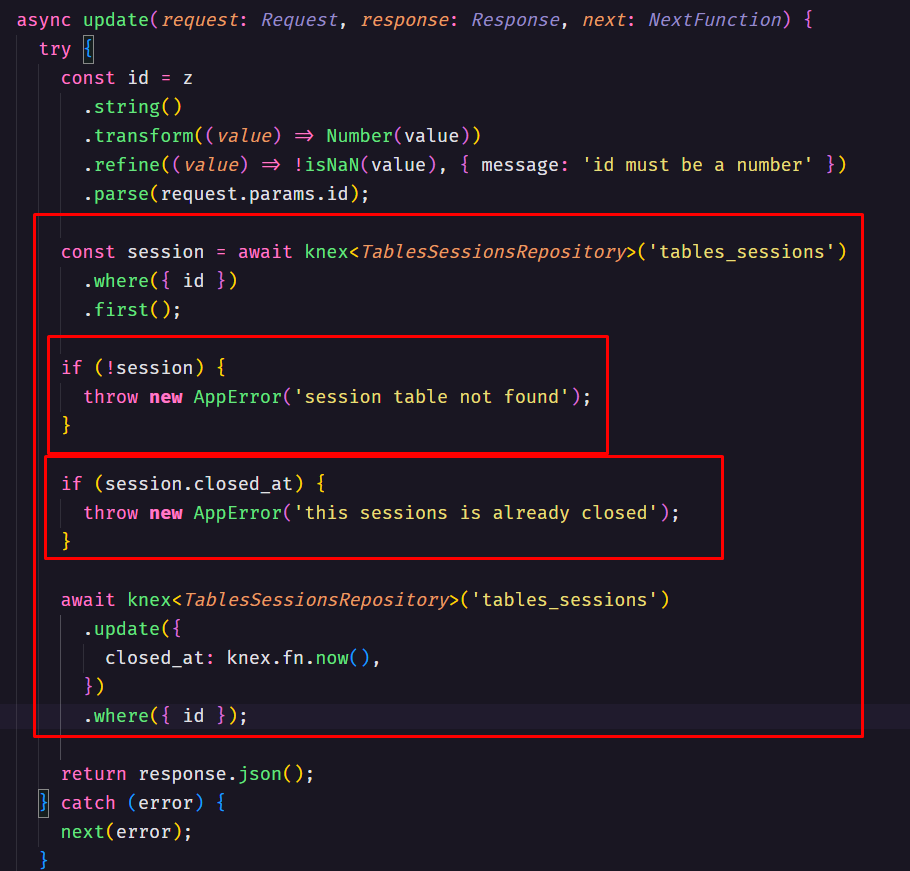 async update(request: Request, response: Response, next: NextFunction) {
try {
const id = z
.string()
.transform((value) => Number(value))
.refine((value) => !isNaN(value), { message: 'id must be a number' })
.parse(request.params.id);
const session = await knex<TablesSessionsRepository>('tables_sessions')
.where({ id })
.first();
if (!session) {
throw new AppError('session table not found');
}
if (session.closed_at) {
throw new AppError('this sessions is already closed');
}
await knex<TablesSessionsRepository>('tables_sessions')
.update({
closed_at: knex.fn.now(),
})
.where({ id });
return response.json();
} catch (error) {
next(error);
}